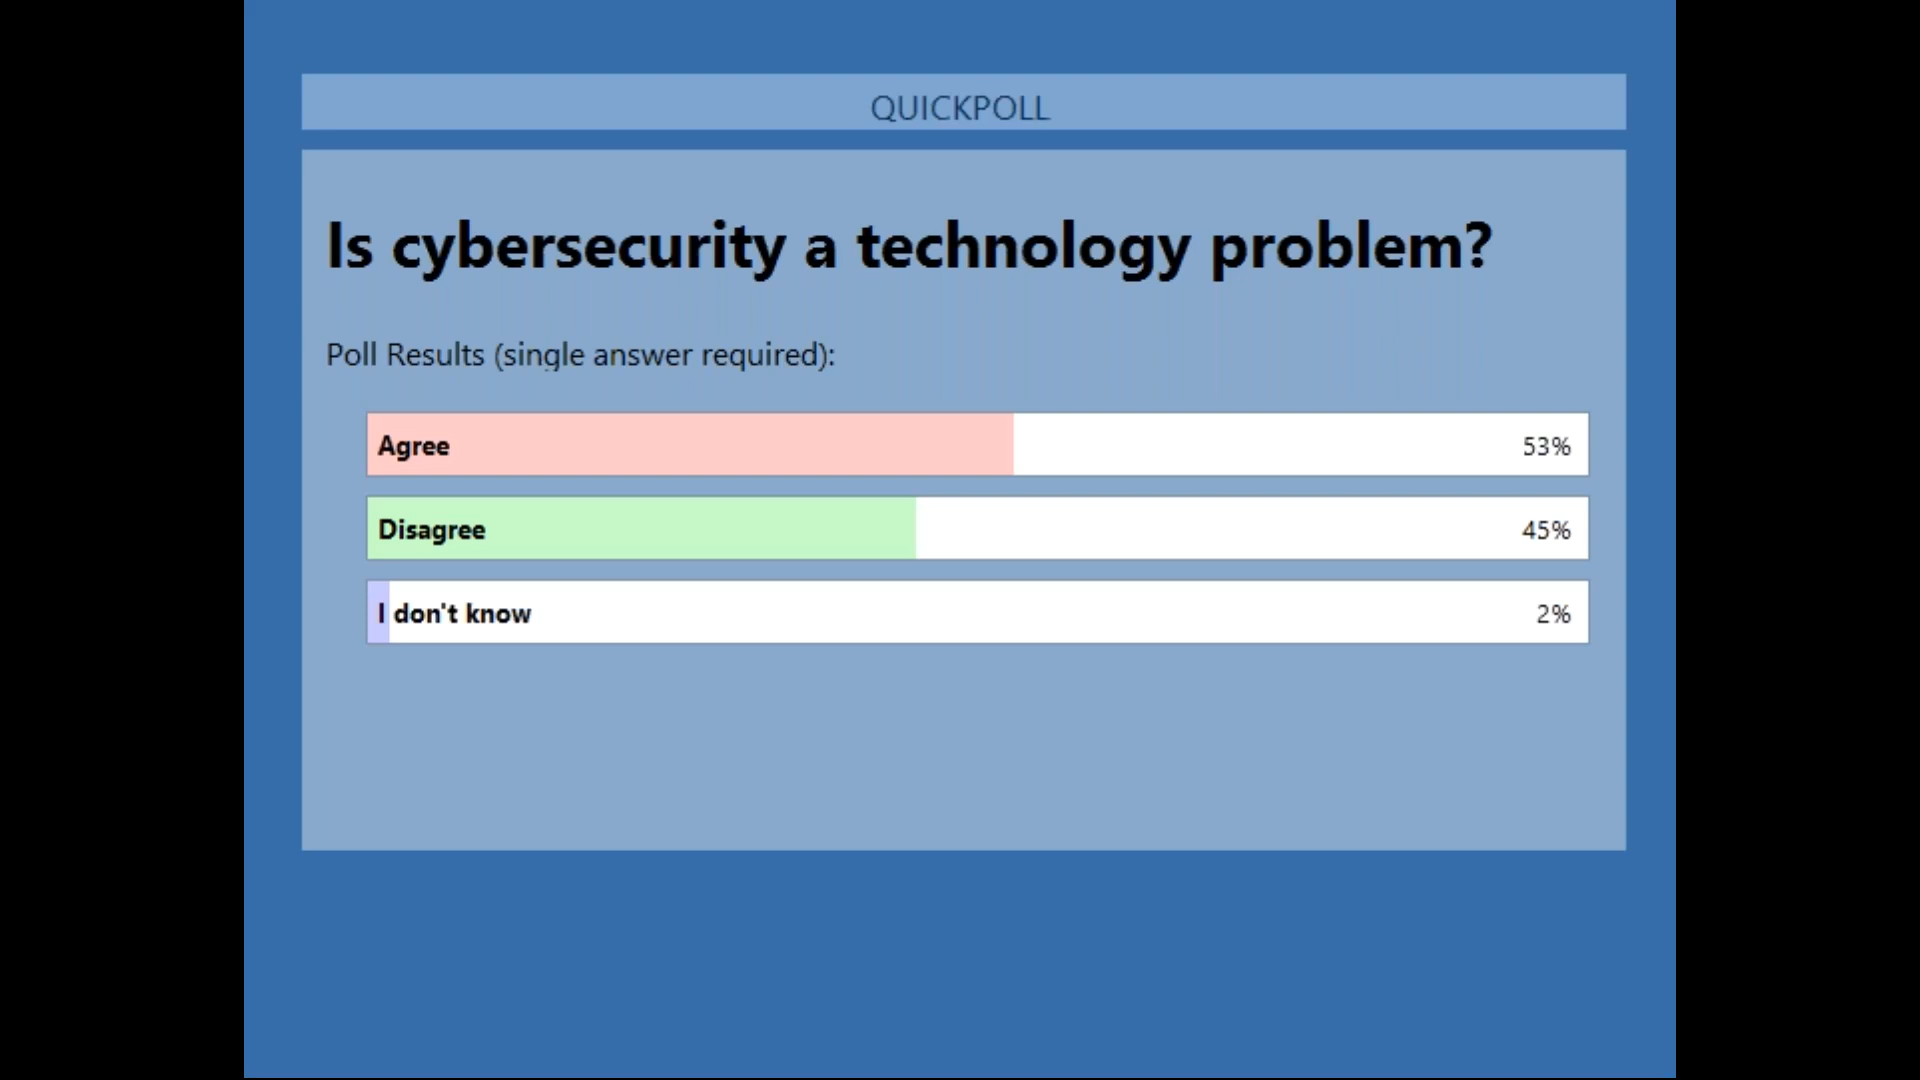 QUICKPOLL
Is cybersecurity a technology problem?
Poll Results (single answer required):
Agree 53%
Disagree 45%
I don't know 2%